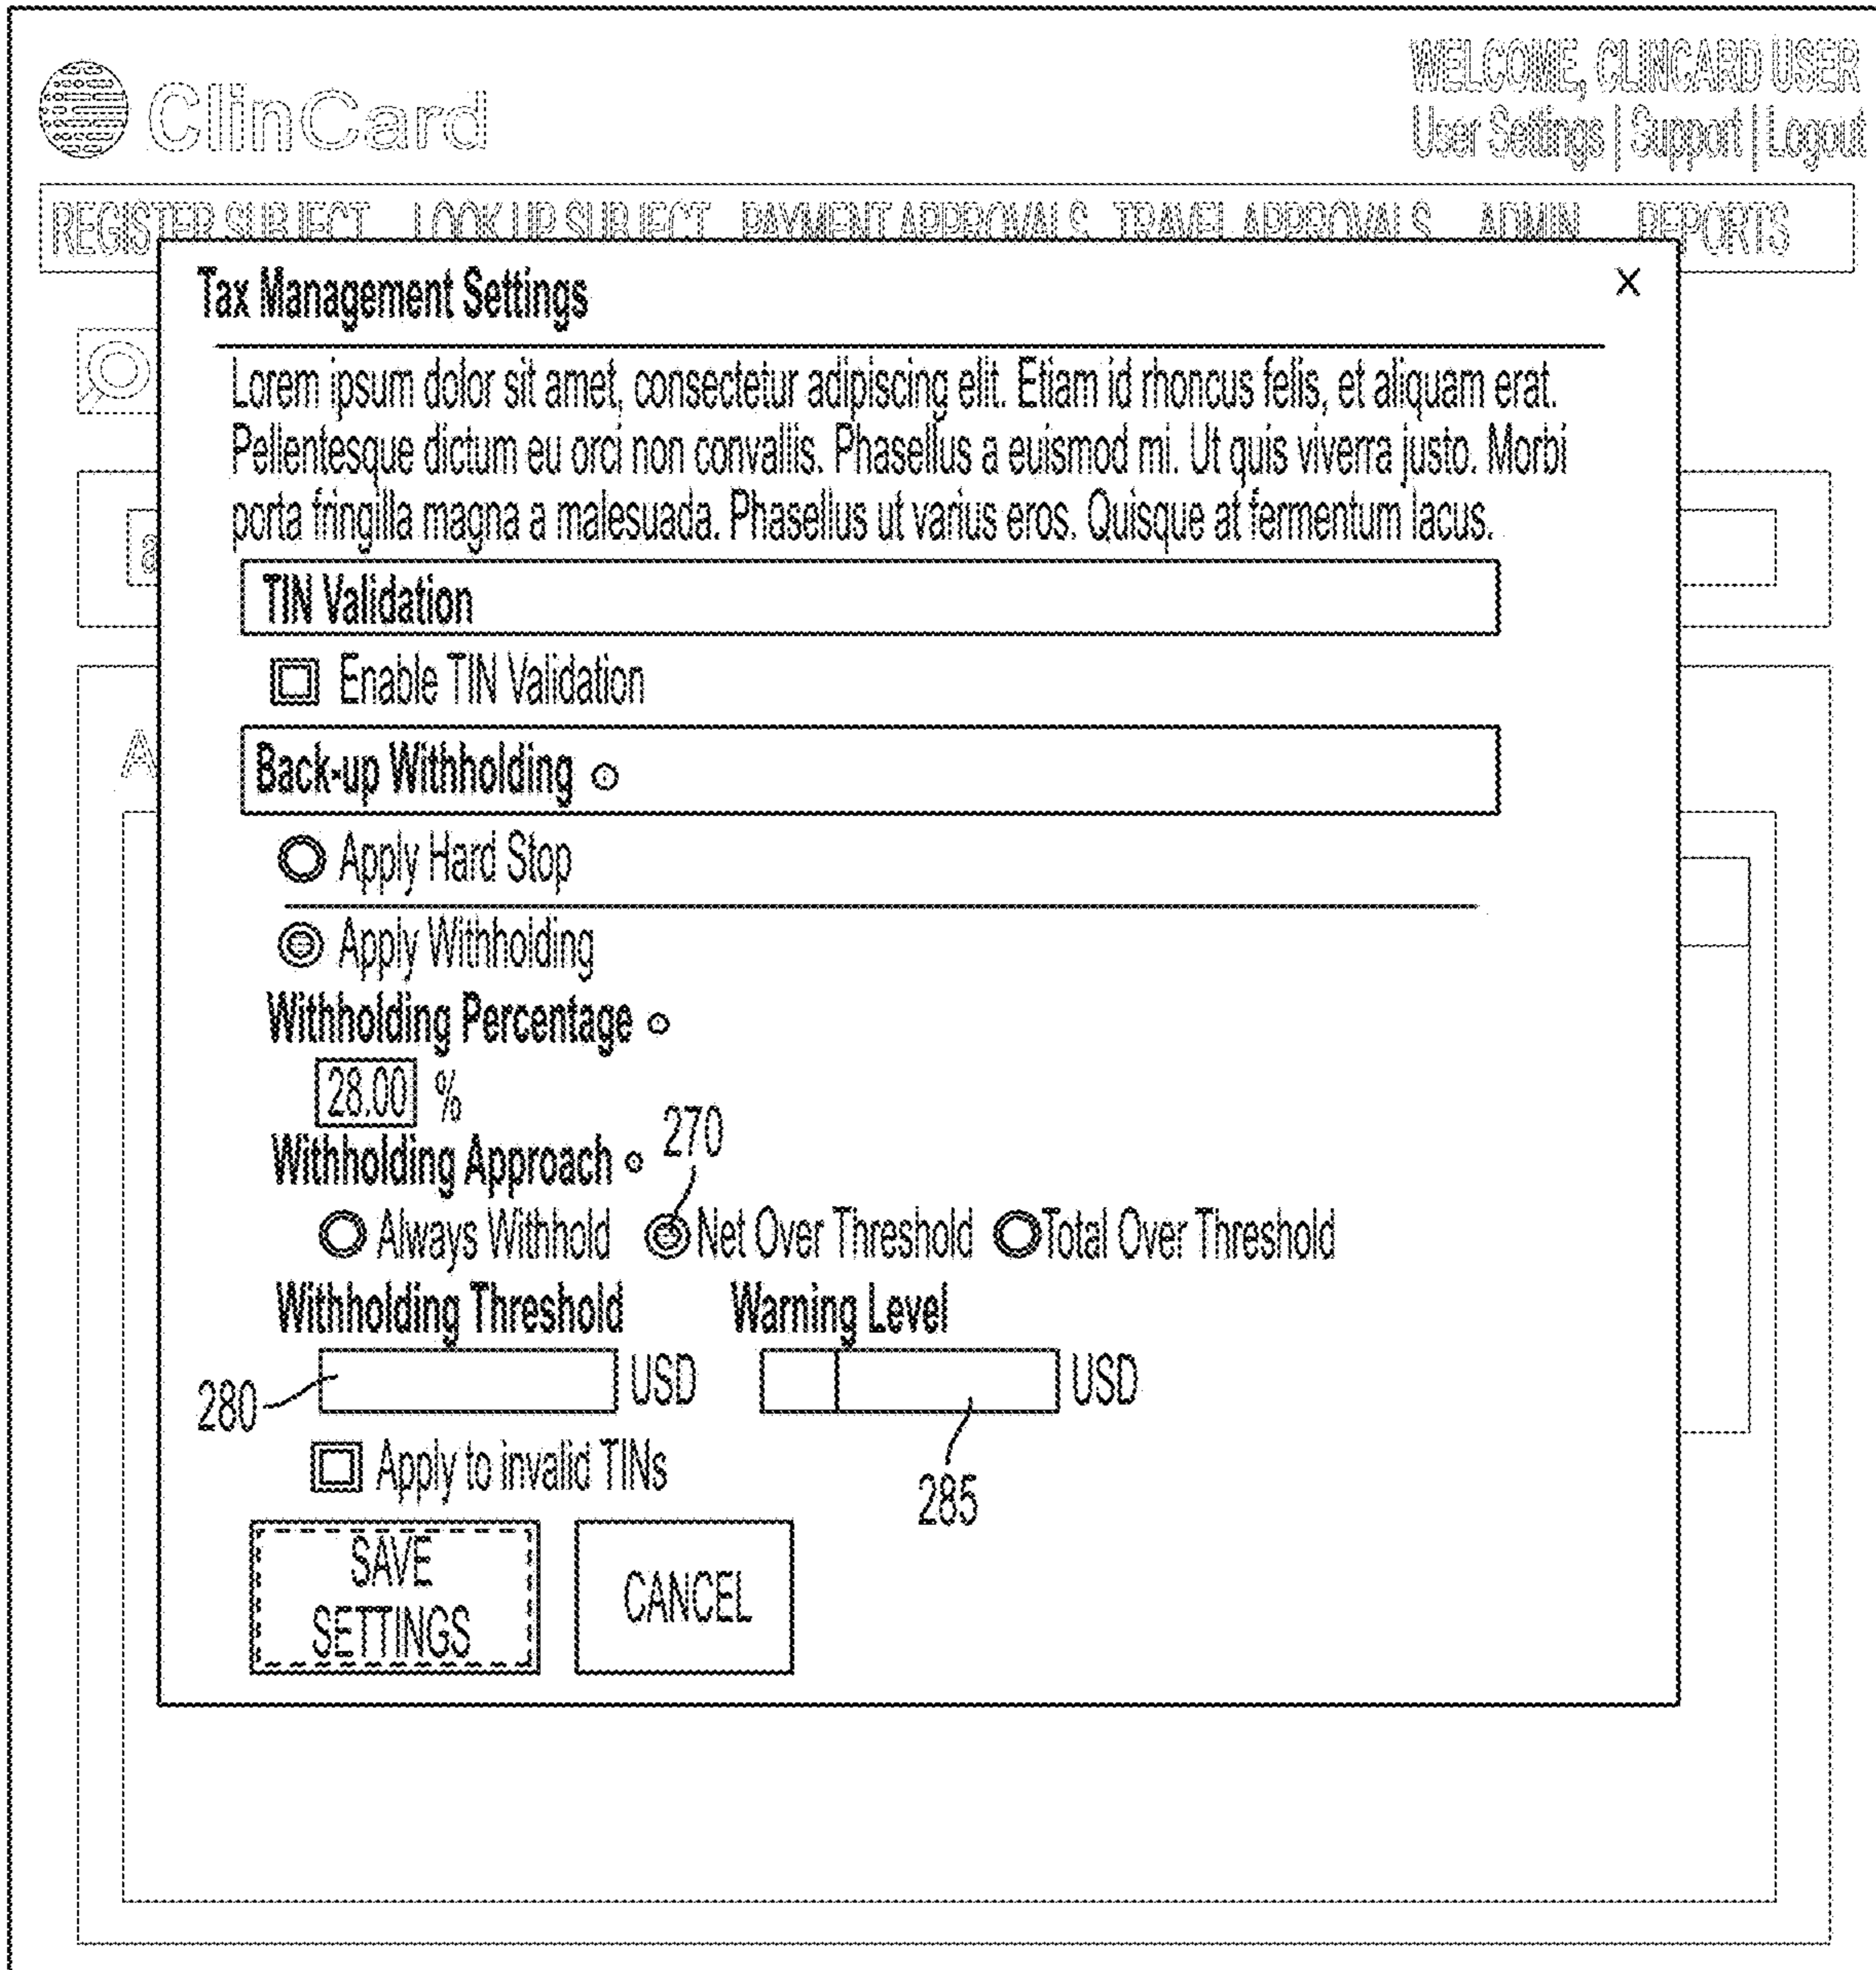 ClinCard
WELCOME, CLINCARD USER
User Settings | Support | Logout
REGISTER SUBJECT LOOK UP SUBJECT PAYMENT APPROVALS TRAVEL APPROVALS ADMIN REPORTS
Tax Management Settings X
Lorem ipsum dolor sit amet, consectetur adipiscing elit. Etiam id rhoncus felis, et aliquam erat.
Pellentesque dictum eu orci non convallis. Phasellus a euismod mi. Ut quis viverra justo. Morbi
porta fringilla magna a malesuada. Phasellus ut varius eros. Quisque at fermentum lacus.
a
TIN Validation
Enable TIN Validation
A
Back-up Withholding
Apply Hard Stop
Apply Withholding
Withholding Percentage
28.00 %
Withholding Approach 270
Always Withhold Net Over Threshold Total Over Threshold
Withholding Threshold Warning Level
280 USD USD
Apply to invalid TINs 285
SAVE
SETTINGS
CANCEL